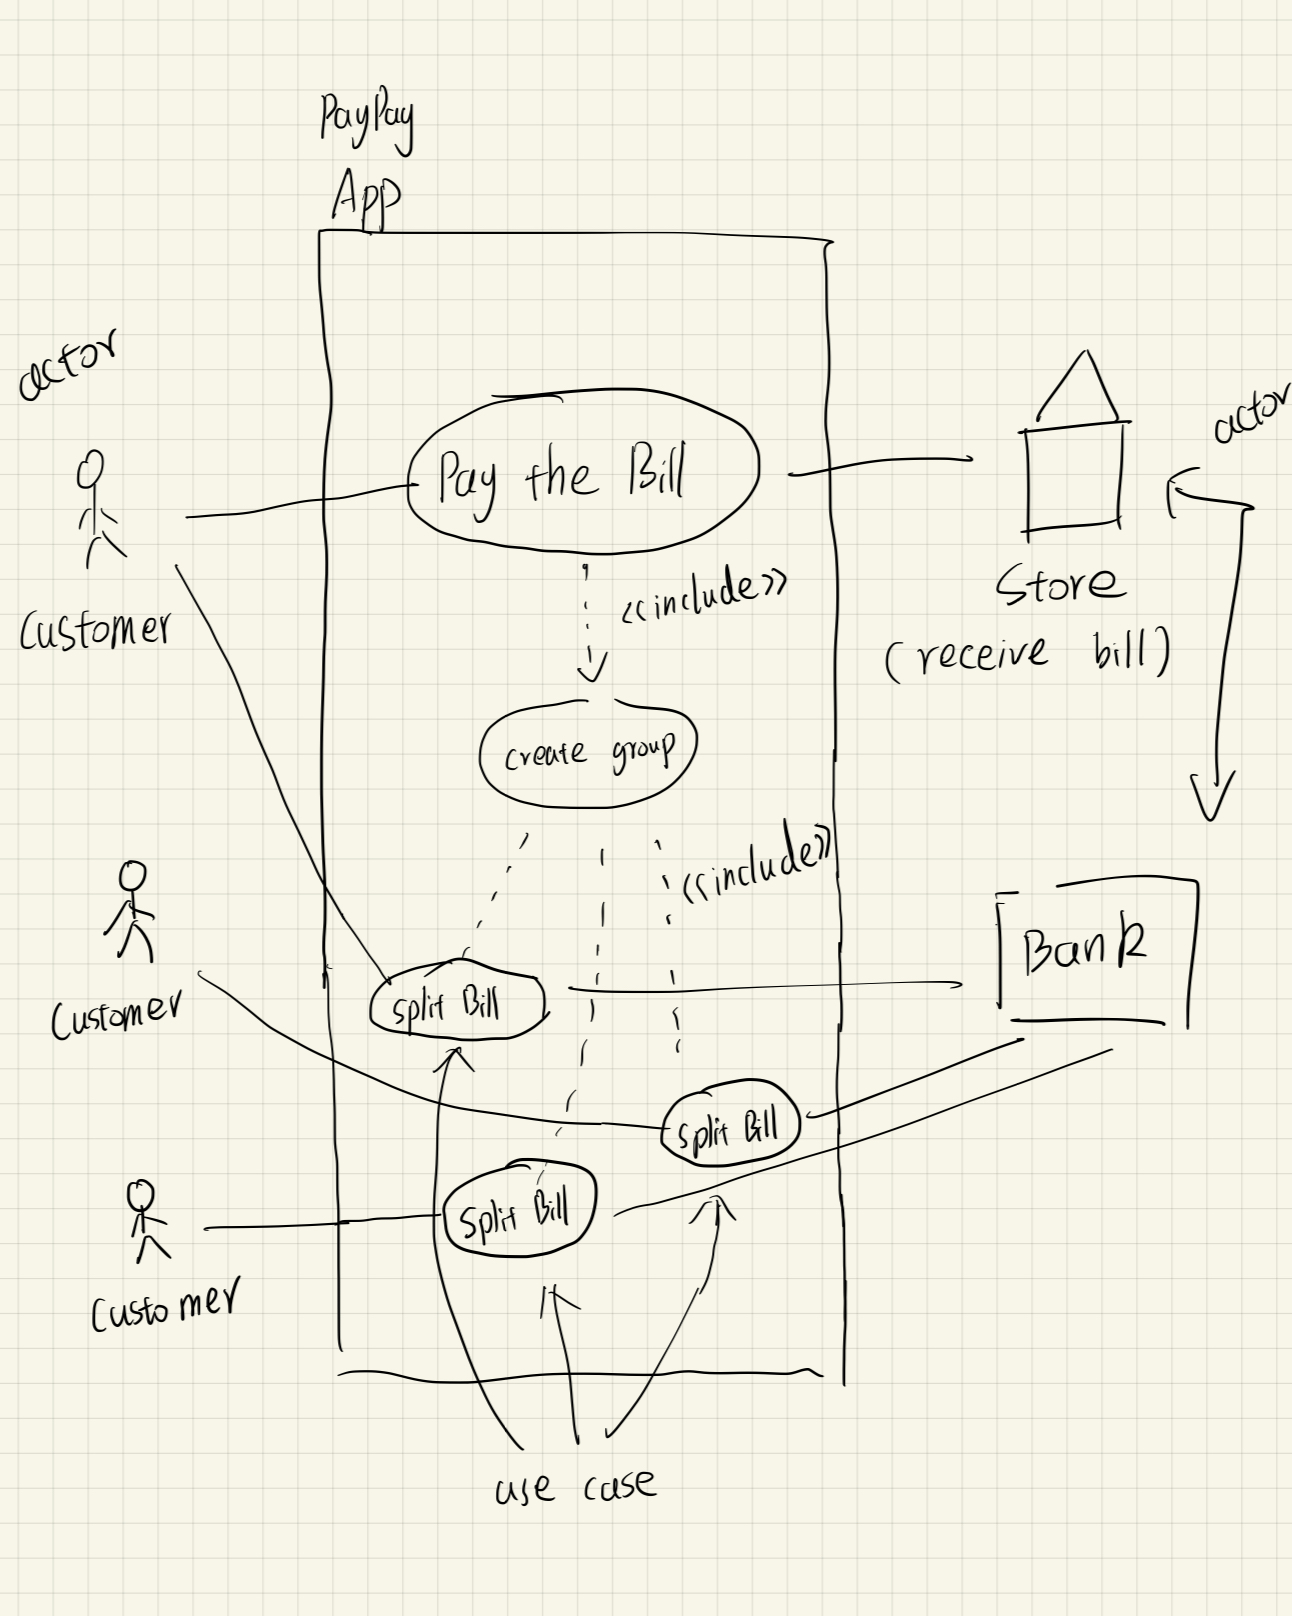 PayPay
App
actor
actor
Pay the Bill
Customer
<<include>>
Store
(receive bill)
create group
<<include>>
Bank
Customer
split Bill
split Bill
split Bill
Customer
use case